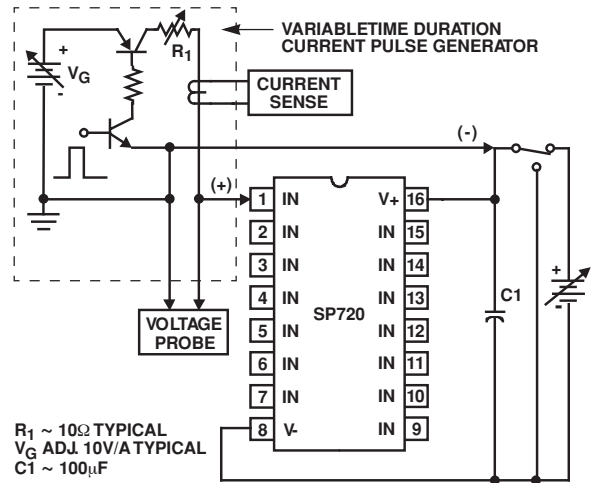 VARIABLETIME DURATION
CURRENT PULSE GENERATOR
+
VG
-
R1
CURRENT
SENSE
(-)
(+)
1 IN V+ 16
2 IN IN 15
3 IN IN 14
4 IN IN 13
5 IN IN 12
6 IN IN 11
7 IN IN 10
8 V- IN 9
SP720
C1
+
-
VOLTAGE
PROBE
R1 ~ 10Ω TYPICAL
VG ADJ. 10V/A TYPICAL
C1 ~ 100μF